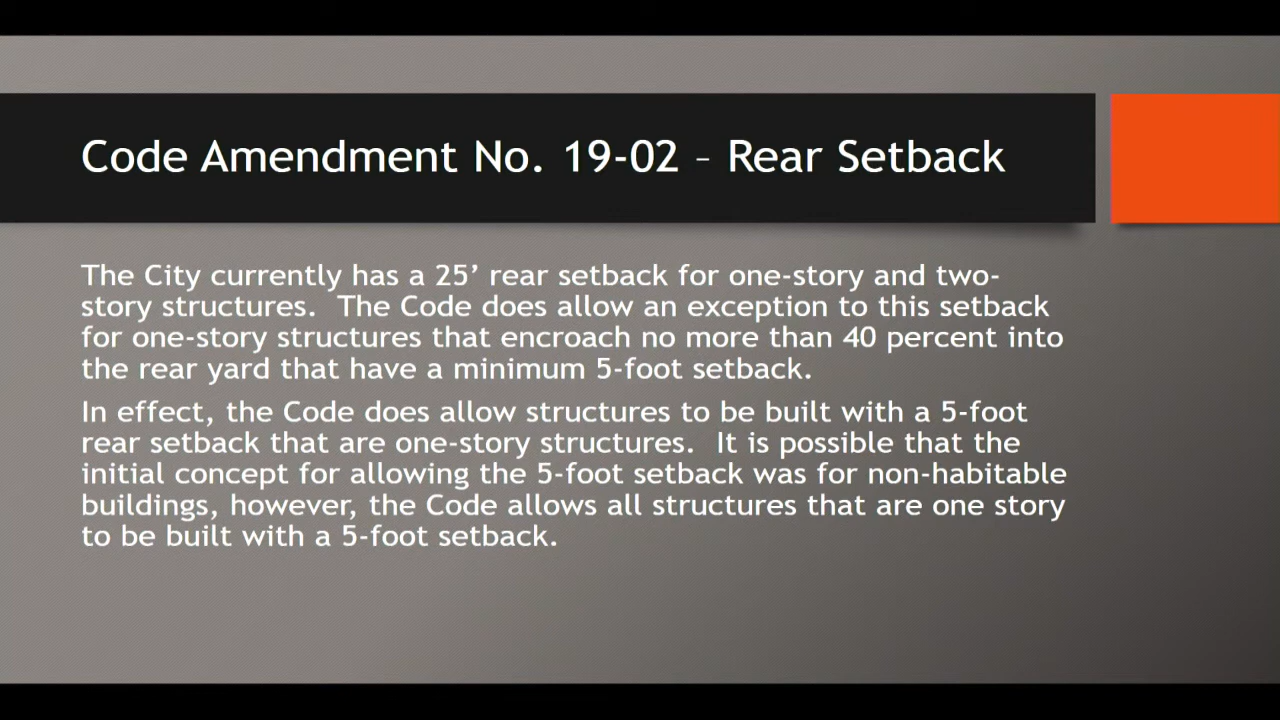 Code Amendment No. 19-02 – Rear Setback
The City currently has a 25’ rear setback for one-story and two-
story structures.  The Code does allow an exception to this setback
for one-story structures that encroach no more than 40 percent into
the rear yard that have a minimum 5-foot setback.
In effect, the Code does allow structures to be built with a 5-foot
rear setback that are one-story structures.  It is possible that the
initial concept for allowing the 5-foot setback was for non-habitable
buildings, however, the Code allows all structures that are one story
to be built with a 5-foot setback.